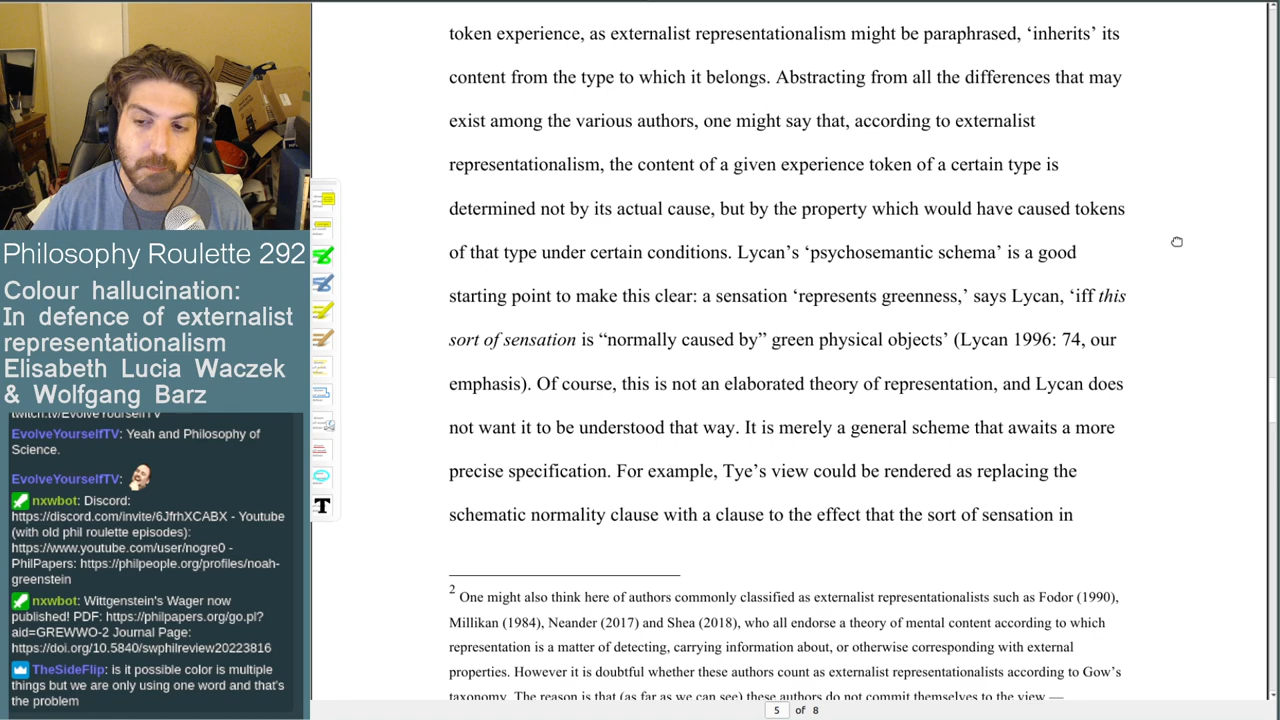 token experience, as externalist representationalism might be paraphrased, ‘inherits’ its
content from the type to which it belongs. Abstracting from all the differences that may
exist among the various authors, one might say that, according to externalist
representationalism, the content of a given experience token of a certain type is
determined not by its actual cause, but by the property which would have caused tokens
of that type under certain conditions. Lycan’s ‘psychosemantic schema’ is a good
starting point to make this clear: a sensation ‘represents greenness,’ says Lycan, ‘iff this
sort of sensation is “normally caused by” green physical objects’ (Lycan 1996: 74, our
emphasis). Of course, this is not an elaborated theory of representation, and Lycan does
not want it to be understood that way. It is merely a general scheme that awaits a more
precise specification. For example, Tye’s view could be rendered as replacing the
schematic normality clause with a clause to the effect that the sort of sensation in
2 One might also think here of authors commonly classified as externalist representationalists such as Fodor (1990),
Millikan (1984), Neander (2017) and Shea (2018), who all endorse a theory of mental content according to which
representation is a matter of detecting, carrying information about, or otherwise corresponding with external
properties. However it is doubtful whether these authors count as externalist representationalists according to Gow’s
taxonomy. The reason is that (as far as we can see) these authors do not commit themselves to the view —
5 of 8
Philosophy Roulette 292
Colour hallucination:
In defence of externalist
representationalism
Elisabeth Lucia Waczek
& Wolfgang Barz
twitch.tv/EvolveYourselfTV
EvolveYourselfTV: Yeah and Philosophy of
Science
EvolveYourselfTV:
nxwbot: Discord:
https://discord.com/invite/6JfrhXCABX - Youtube
(with old phil roulette episodes):
https://www.youtube.com/user/nogre0 -
PhilPapers: https://philpeople.org/profiles/noah-
greenstein
nxwbot: Wittgenstein's Wager now
published! PDF: https://philpapers.org/go.pl?
aid=GREWWO-2 Journal Page:
https://doi.org/10.5840/swphilreview20223816
TheSideFlip: is it possible color is multiple
things but we are only using one word and that's
the problem
T